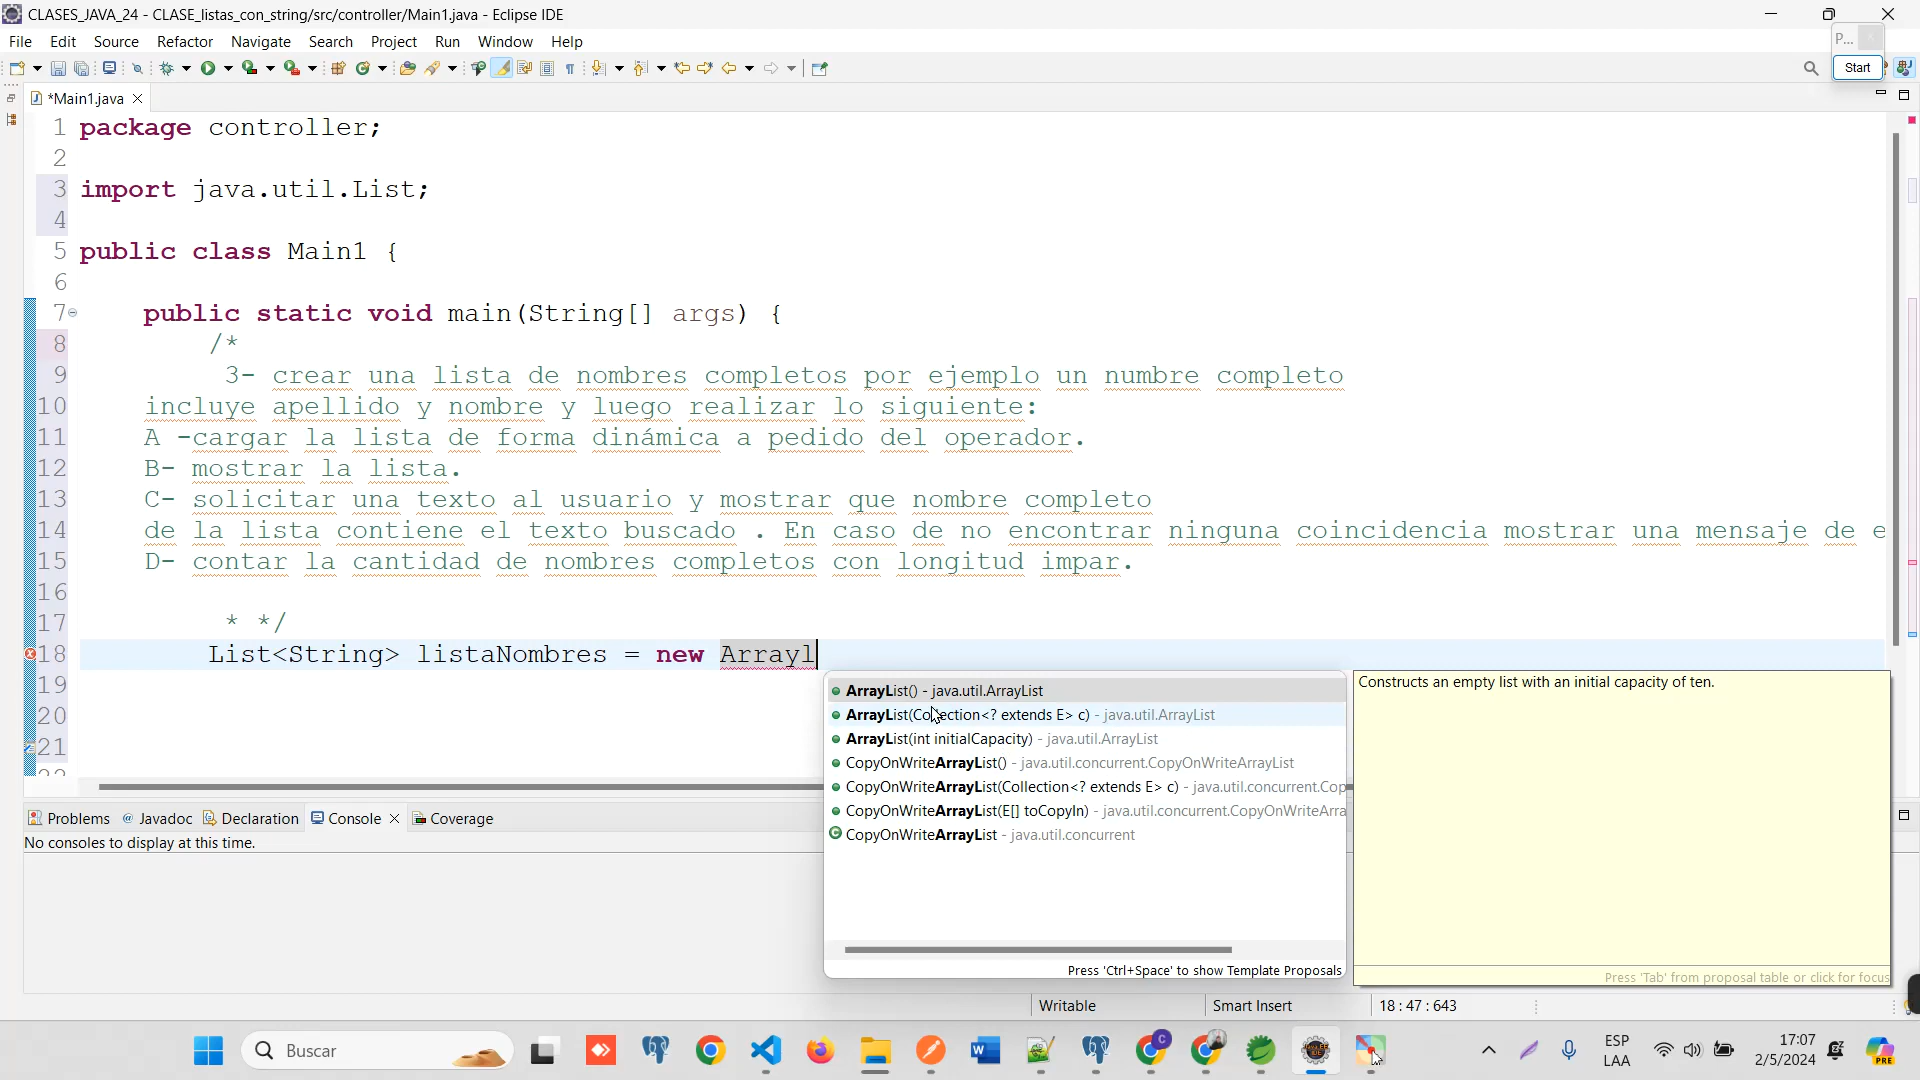 CLASES_JAVA_24 - CLASE_listas_con_string/src/controller/Main1.java - Eclipse IDE
File Edit Source Refactor Navigate Search Project Run Window Help
P...
Start
*Main1.java
1 package controller;
2
3 import java.util.List;
4
5 public class Main1 {
6
7 public static void main(String[] args) {
8 /*
9 3- crear una lista de nombres completos por ejemplo un numbre completo
10 incluye apellido y nombre y luego realizar lo siguiente:
11 A -cargar la lista de forma dinámica a pedido del operador.
12 B- mostrar la lista.
13 C- solicitar una texto al usuario y mostrar que nombre completo
14 de la lista contiene el texto buscado . En caso de no encontrar ninguna coincidencia mostrar una mensaje de e
15 D- contar la cantidad de nombres completos con longitud impar.
16
17 * */
18 List<String> listaNombres = new Arrayl
19
20
21
22
ArrayList() - java.util.ArrayList
ArrayList(Collection<? extends E> c) - java.util.ArrayList
ArrayList(int initialCapacity) - java.util.ArrayList
CopyOnWriteArrayList() - java.util.concurrent.CopyOnWriteArrayList
CopyOnWriteArrayList(Collection<? extends E> c) - java.util.concurrent.Cop
CopyOnWriteArrayList(E[] toCopyIn) - java.util.concurrent.CopyOnWriteArra
CopyOnWriteArrayList - java.util.concurrent
Press 'Ctrl+Space' to show Template Proposals
Constructs an empty list with an initial capacity of ten.
Press 'Tab' from proposal table or click for focus
Problems Javadoc Declaration Console Coverage
No consoles to display at this time.
Writable Smart Insert 18 : 47 : 643
Buscar
ESP
LAA
17:07
2/5/2024
PRE